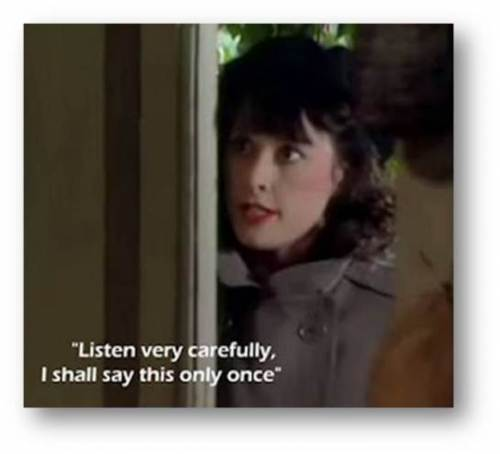 "Listen very carefully,
I shall say this only once"